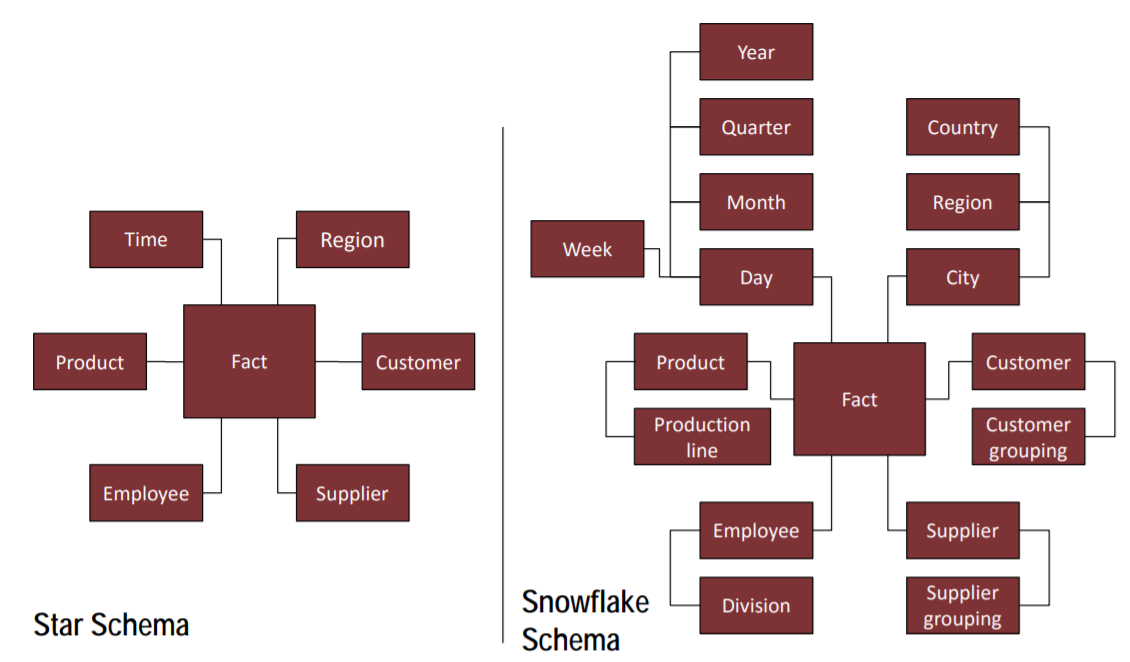 Year
Quarter
Country
Month
Region
Time
Region
Week
Day
City
Product
Fact
Customer
Product
Customer
Fact
Production
line
Customer
grouping
Employee
Supplier
Employee
Supplier
Division
Supplier
grouping
Star Schema
Snowflake
Schema